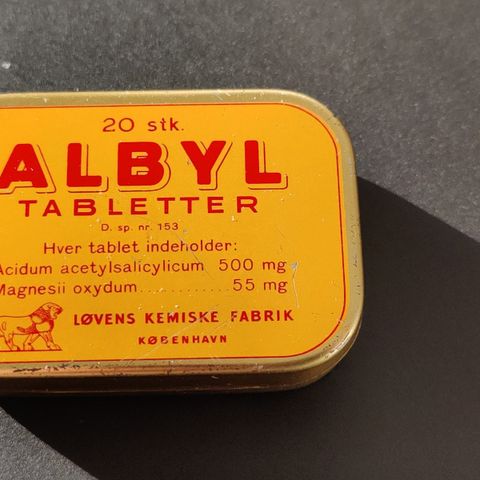 20 stk.
ALBYL
TABLETTER
D. sp. nr. 153
Hver tablet indeholder:
Acidum acetylsalicylicum 500 mg
Magnesii oxydum............55 mg
LØVENS KEMISKE FABRIK
KØBENHAVN